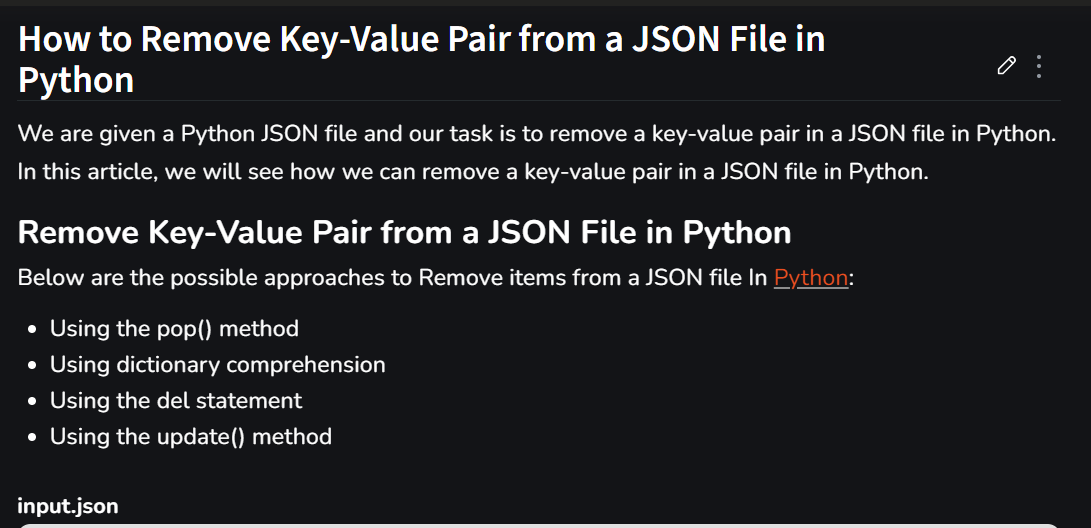 How to Remove Key-Value Pair from a JSON File in
Python
We are given a Python JSON file and our task is to remove a key-value pair in a JSON file in Python.
In this article, we will see how we can remove a key-value pair in a JSON file in Python.
Remove Key-Value Pair from a JSON File in Python
Below are the possible approaches to Remove items from a JSON file In Python:
• Using the pop() method
• Using dictionary comprehension
• Using the del statement
• Using the update() method
input.json